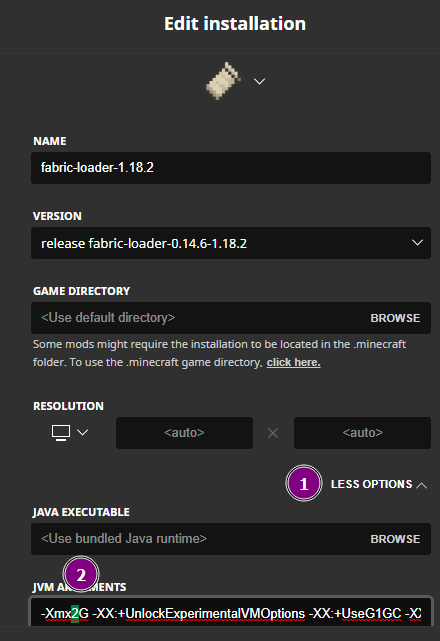 Edit installation
NAME
fabric-loader-1.18.2
VERSION
release fabric-loader-0.14.6-1.18.2
GAME DIRECTORY
<Use default directory> BROWSE
Some mods might require the installation to be located in the .minecraft
folder. To use the .minecraft game directory, click here.
RESOLUTION
<auto> <auto>
1 LESS OPTIONS
JAVA EXECUTABLE
<Use bundled Java runtime> BROWSE
2
JVM
-Xmx2G -XX:+UnlockExperimentalVMOptions -XX:+UseG1GC